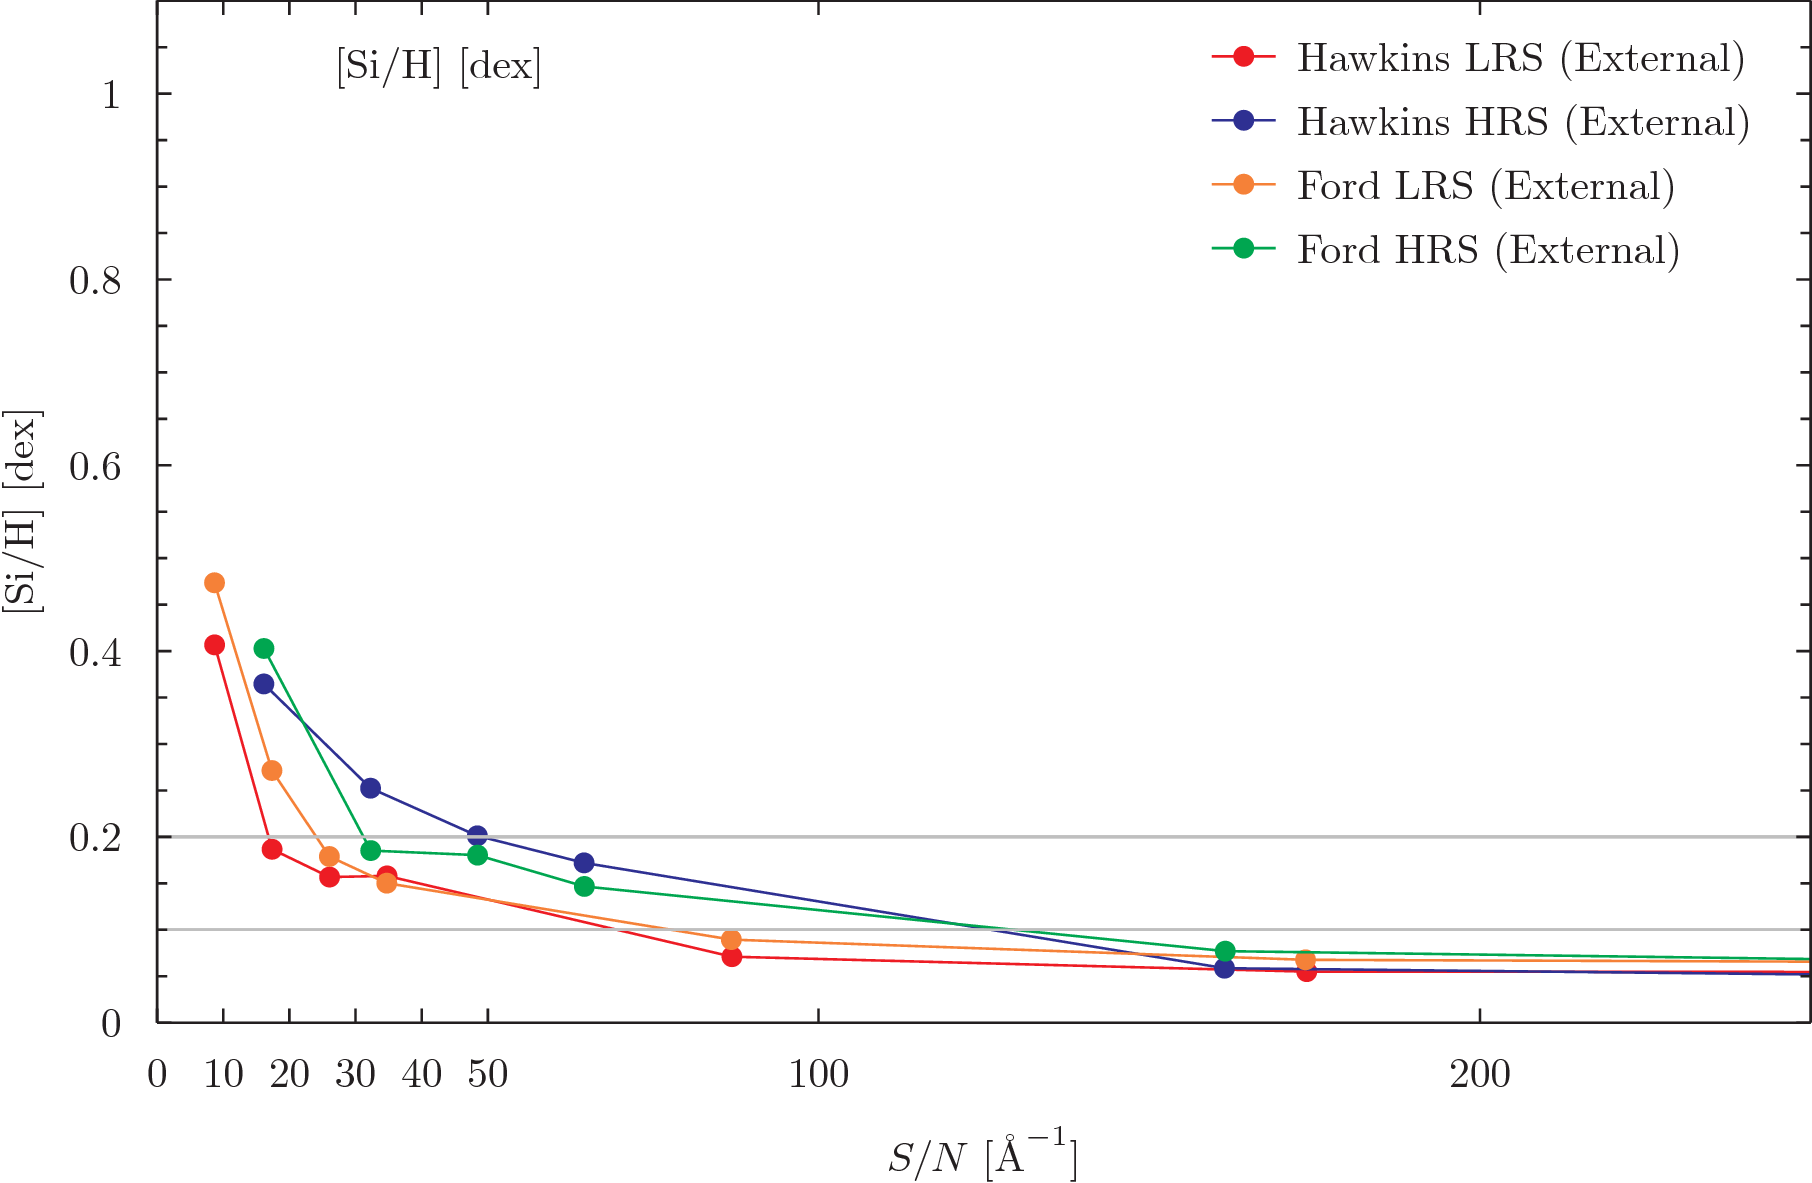 [Si/H] [dex]
Hawkins LRS (External)
Hawkins HRS (External)
Ford LRS (External)
Ford HRS (External)
[Si/H] [dex]
1
0.8
0.6
0.4
0.2
0
0 10 20 30 40 50 100 200
S/N [Å⁻¹]